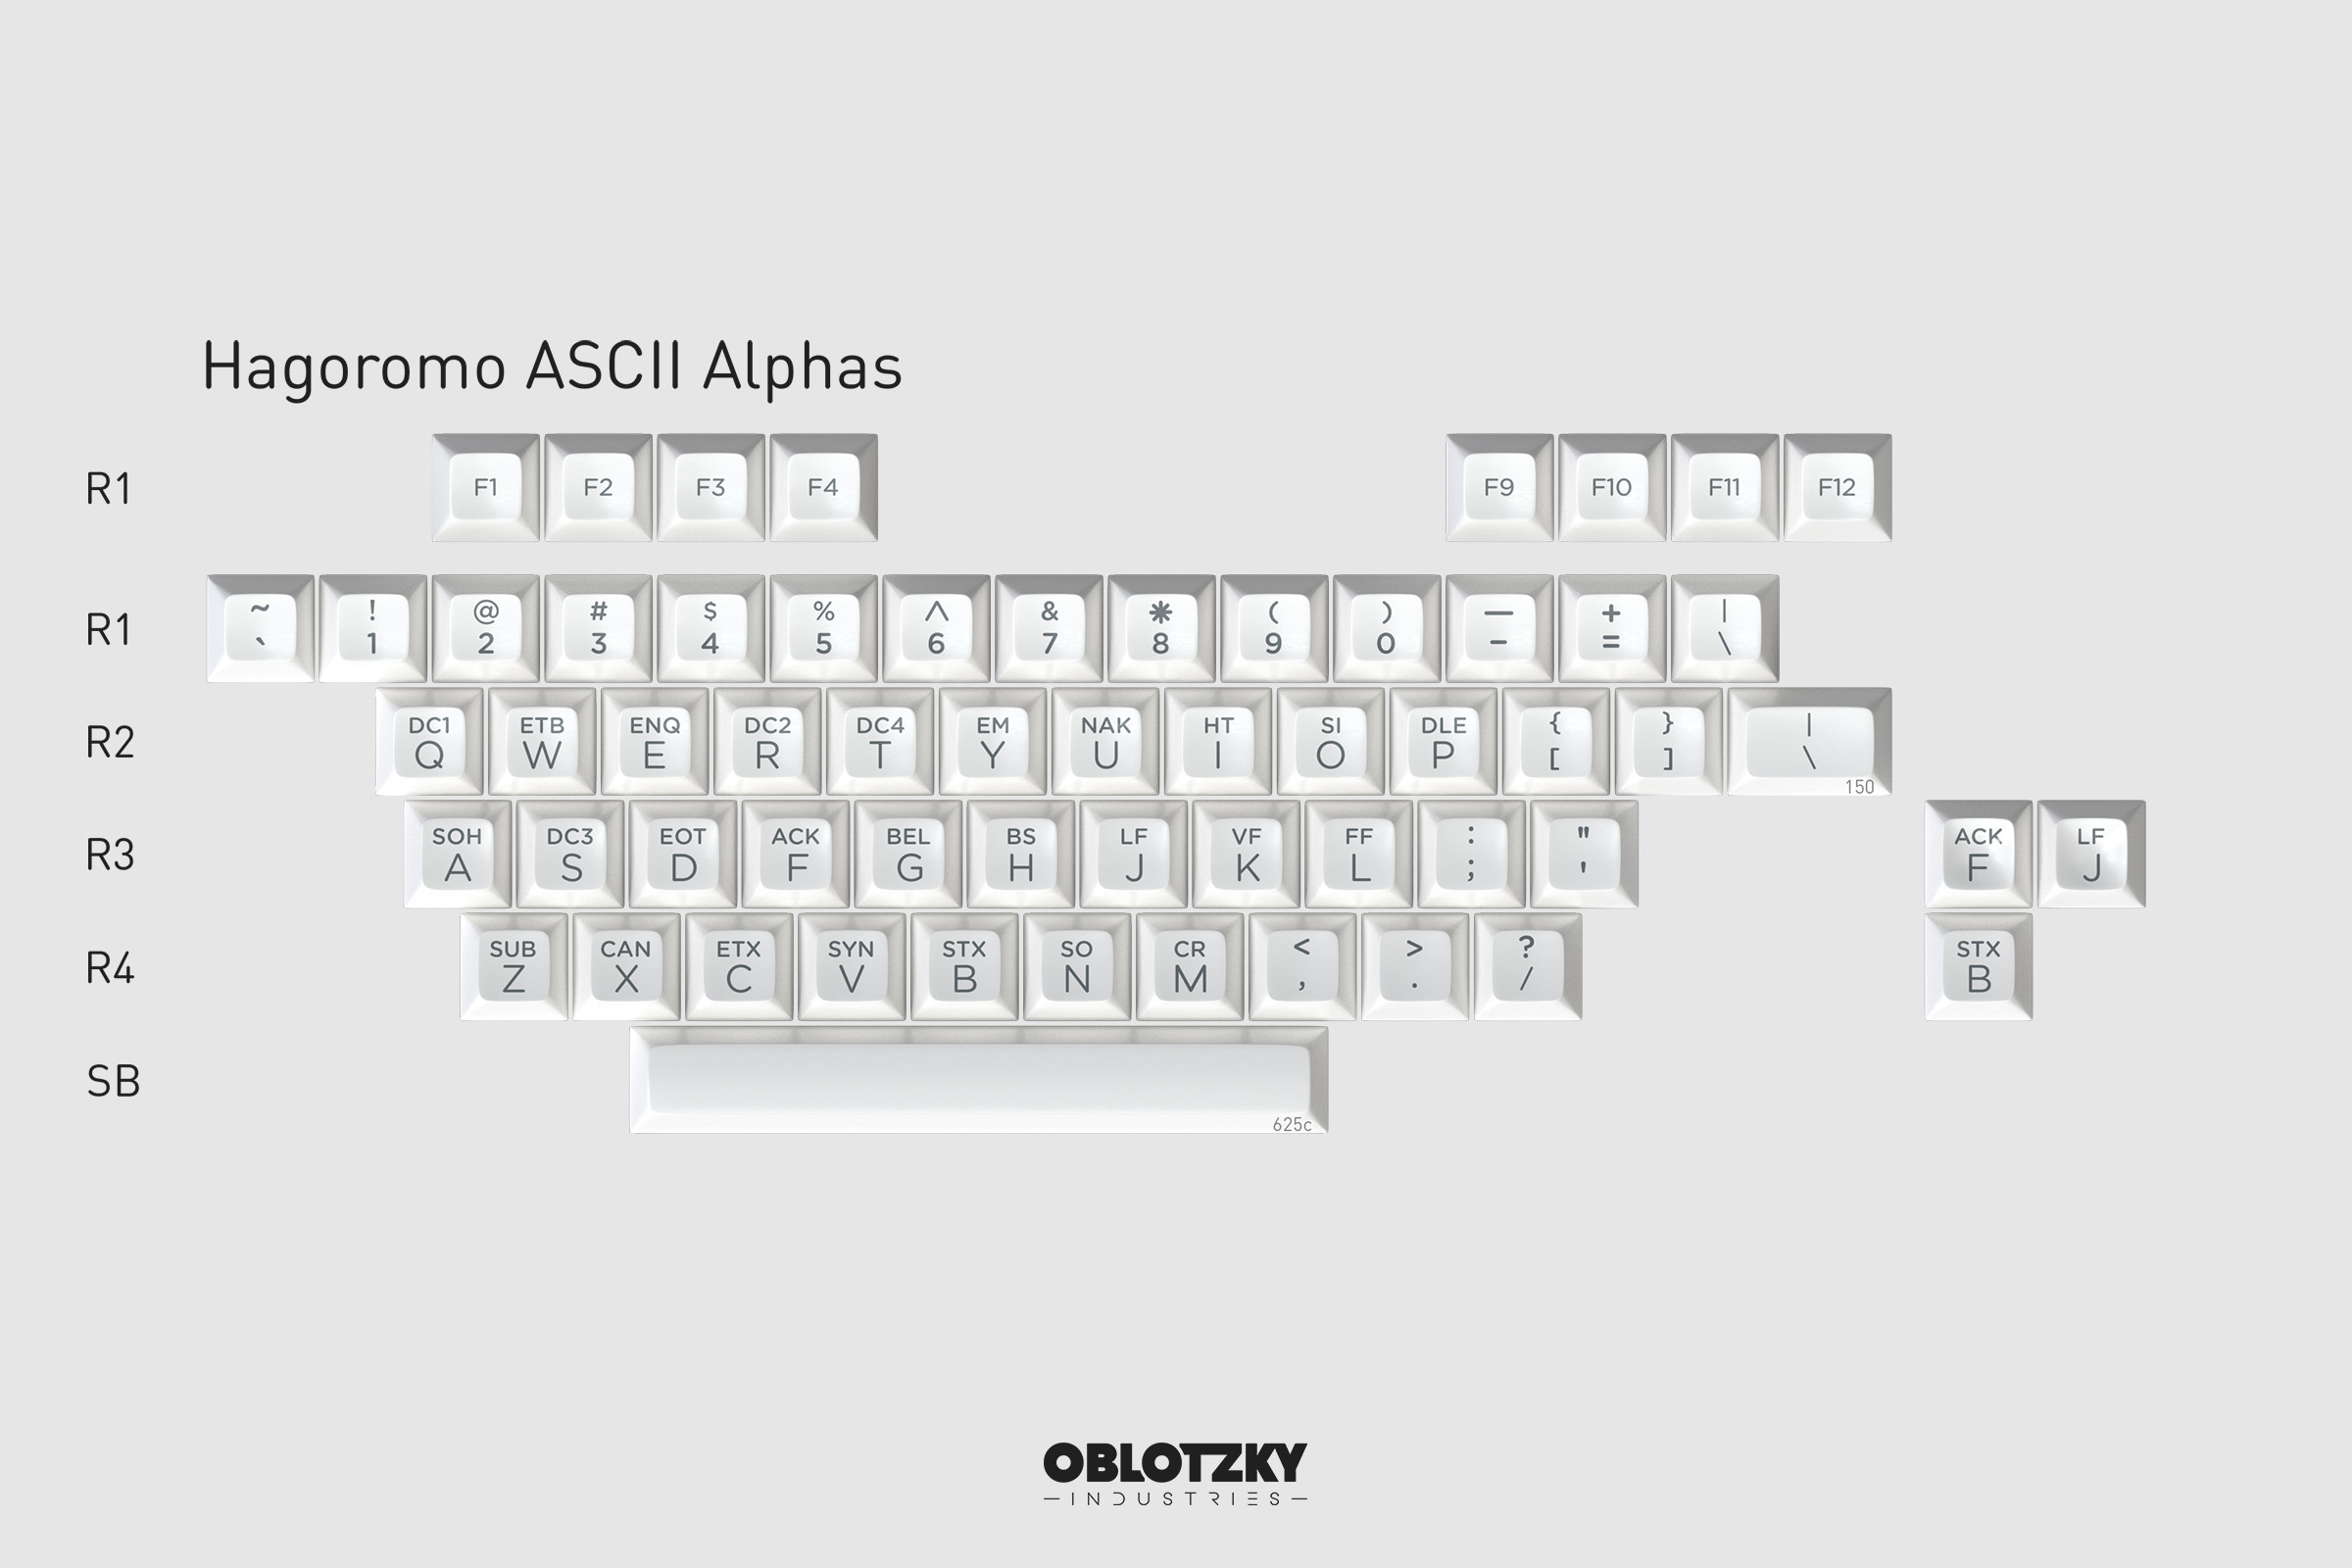 Hagoromo ASCII Alphas
R1 F1 F2 F3 F4 F9 F10 F11 F12
~ ! @ # $ % ^ & * ( ) — + |
R1 ` 1 2 3 4 5 6 7 8 9 0 - = \
DC1 ETB ENQ DC2 DC4 EM NAK HT SI DLE { } |
R2 Q W E R T Y U I O P [ ] \
150
SOH DC3 EOT ACK BEL BS LF VF FF : " ACK LF
R3 A S D F G H J K L ; ' F J
SUB CAN ETX SYN STX SO CR < > ? STX
R4 Z X C V B N M , . / B
SB
625c
OBLOTZKY
— INDUSTRIES —